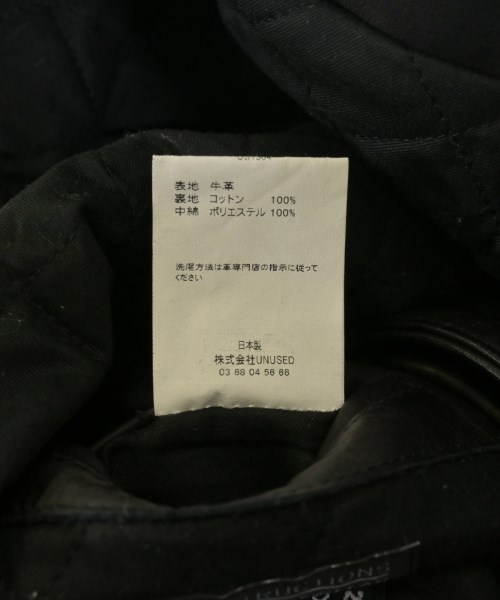 表地 牛革
裏地 コットン 100%
中綿 ポリエステル 100%
洗濯方法は革専門店の指示に従って
ください
日本製
株式会社UNUSED
03 68 04 56 66